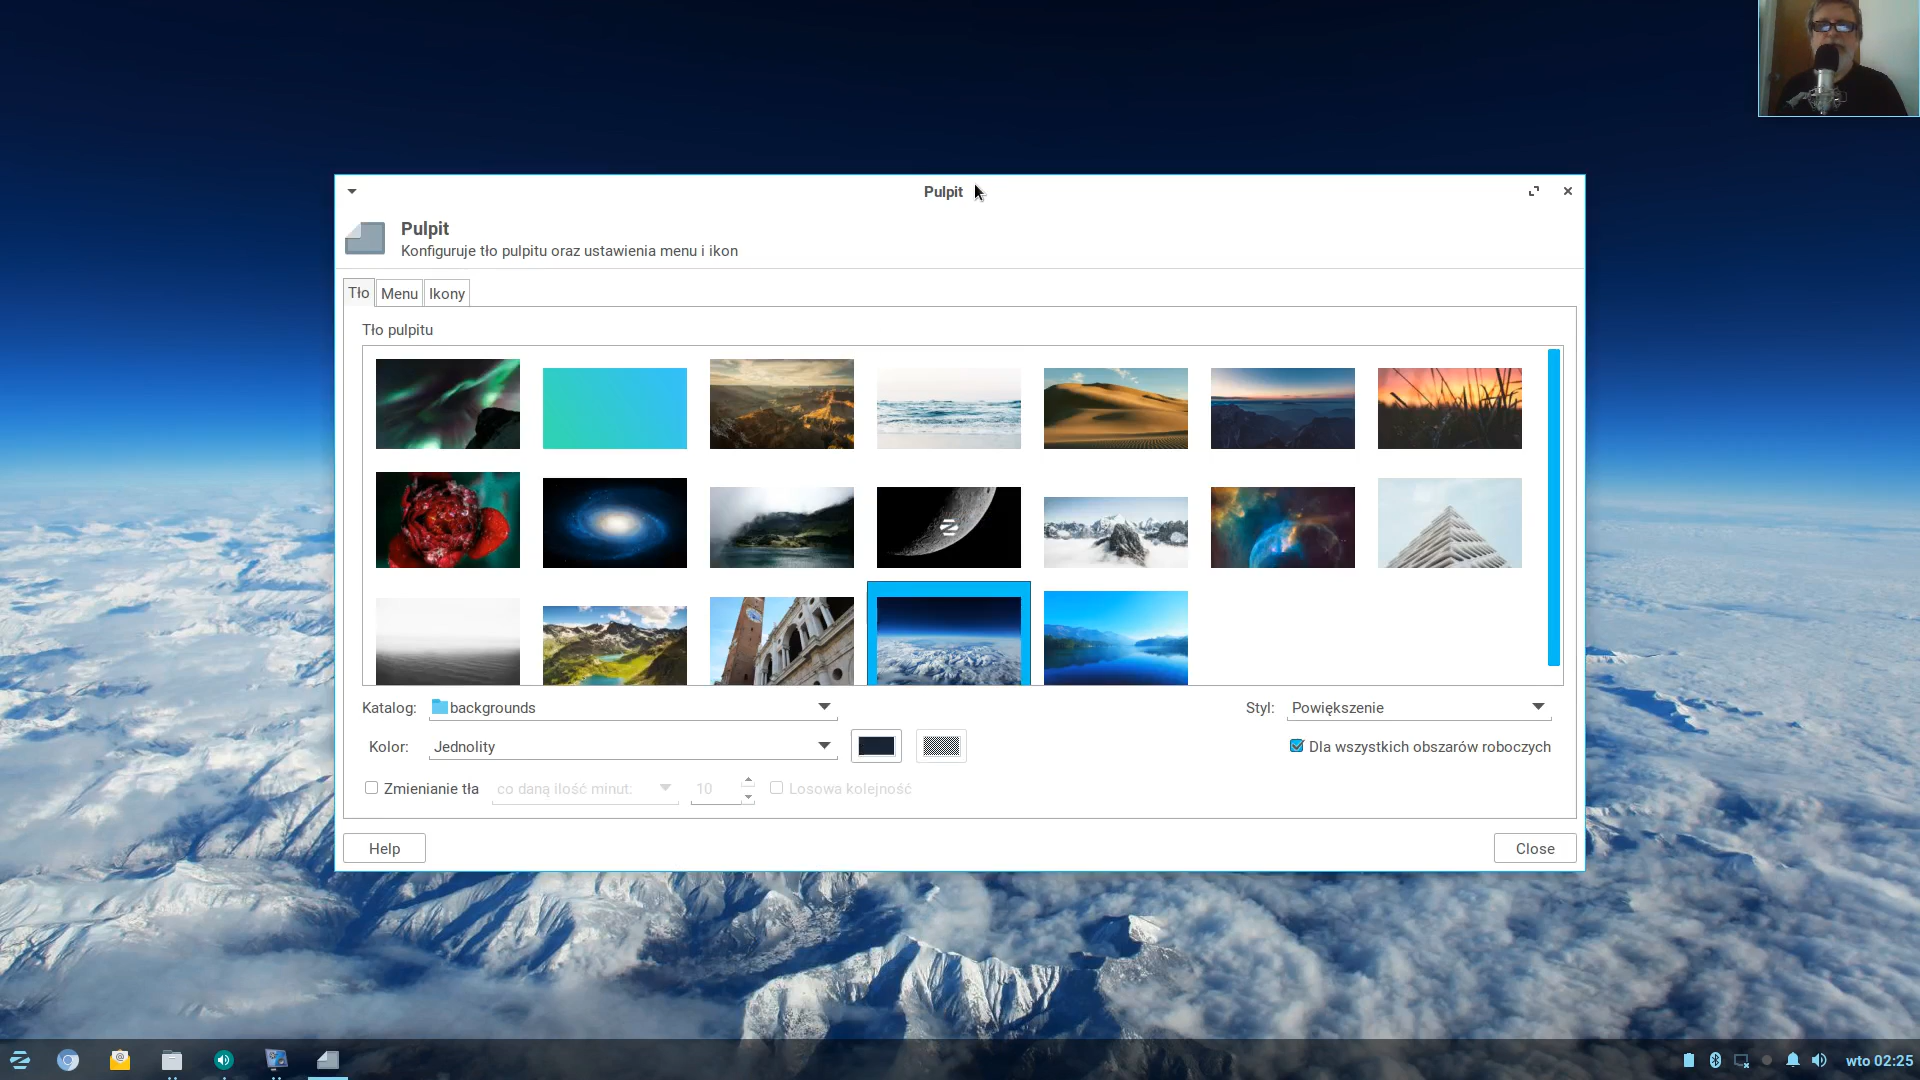 Pulpit
Pulpit
Konfiguruje tło pulpitu oraz ustawienia menu i ikon
Tło Menu Ikony
Tło pulpitu
Katalog: backgrounds Styl: Powiększenie
Kolor: Jednolity Dla wszystkich obszarów roboczych
Zmienianie tła co daną ilość minut: 10 Losowa kolejność
Help Close
wto 02:25